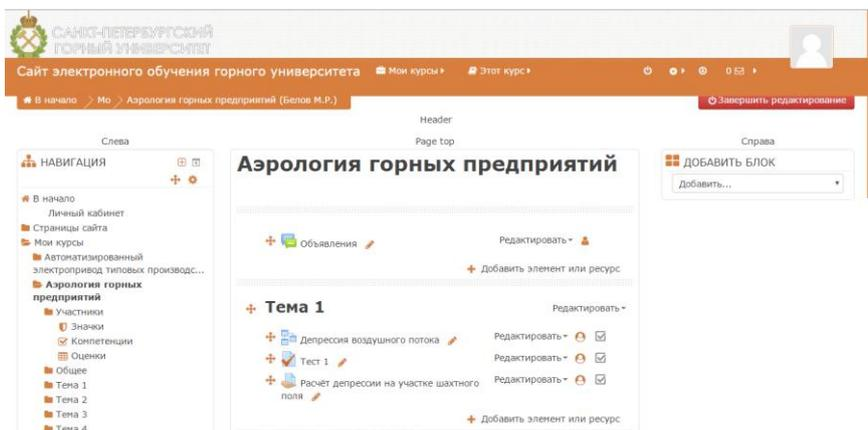 САНКТ-ПЕТЕРБУРГСКИЙ
ГОРНЫЙ УНИВЕРСИТЕТ
Сайт электронного обучения горного университета
Мои курсы
Этот курс
0
В начало
Мо
Аэрология горных предприятий (Белов М.Р.)
Завершить редактирование
Header
Слева
Page top
Справа
НАВИГАЦИЯ
В начало
Личный кабинет
Страницы сайта
Мои курсы
Автоматизированный
электропривод типовых производс...
Аэрология горных
предприятий
Участники
Значки
Компетенции
Оценки
Общее
Тема 1
Тема 2
Тема 3
Тема 4
Аэрология горных предприятий
Объявления
Редактировать
Добавить элемент или ресурс
Тема 1
Редактировать
Депрессия воздушного потока
Редактировать
Тест 1
Редактировать
Расчёт депрессии на участке шахтного
поля
Редактировать
Добавить элемент или ресурс
ДОБАВИТЬ БЛОК
Добавить...